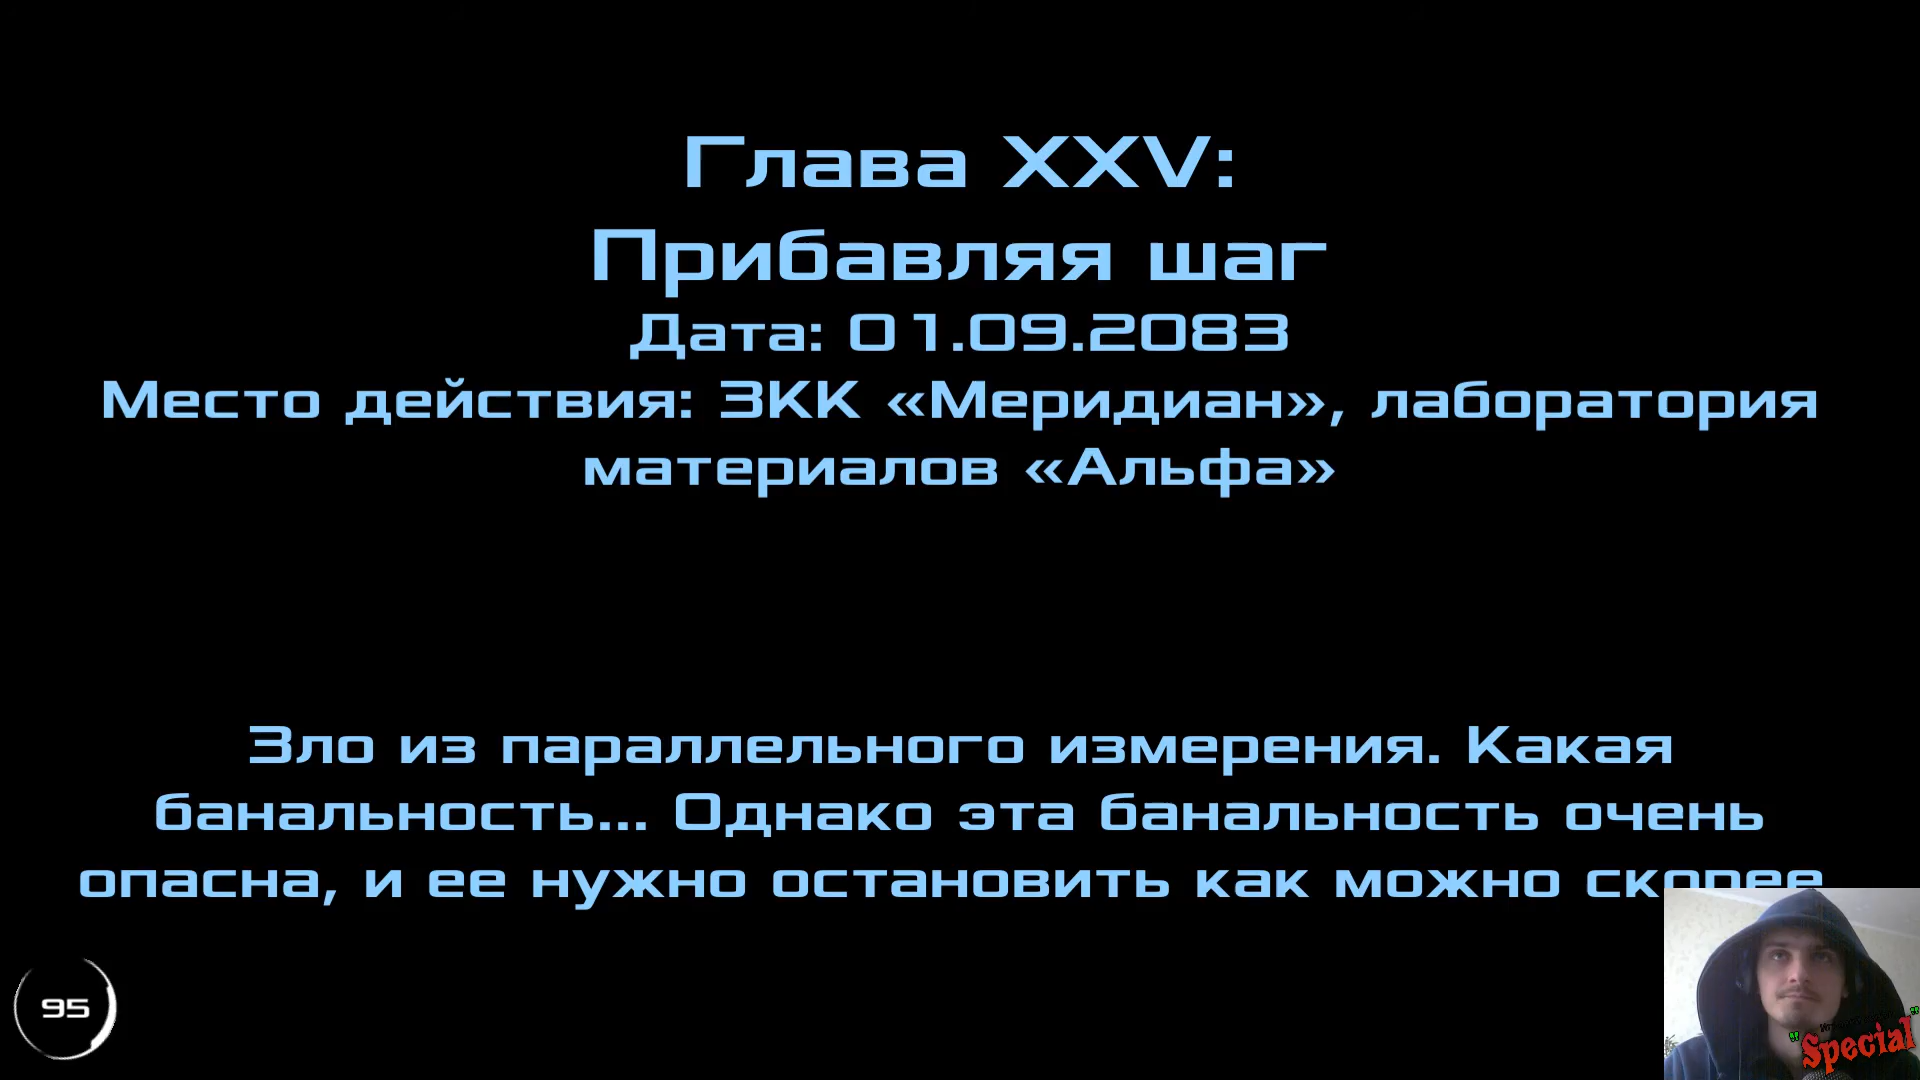 Глава XXV:
Прибавляя шаг
Дата: 01.09.2083
Место действия: ЗКК «Меридиан», лаборатория
материалов «Альфа»
Зло из параллельного измерения. Какая
банальность... Однако эта банальность очень
опасна, и ее нужно остановить как можно скорее
95
"Special"